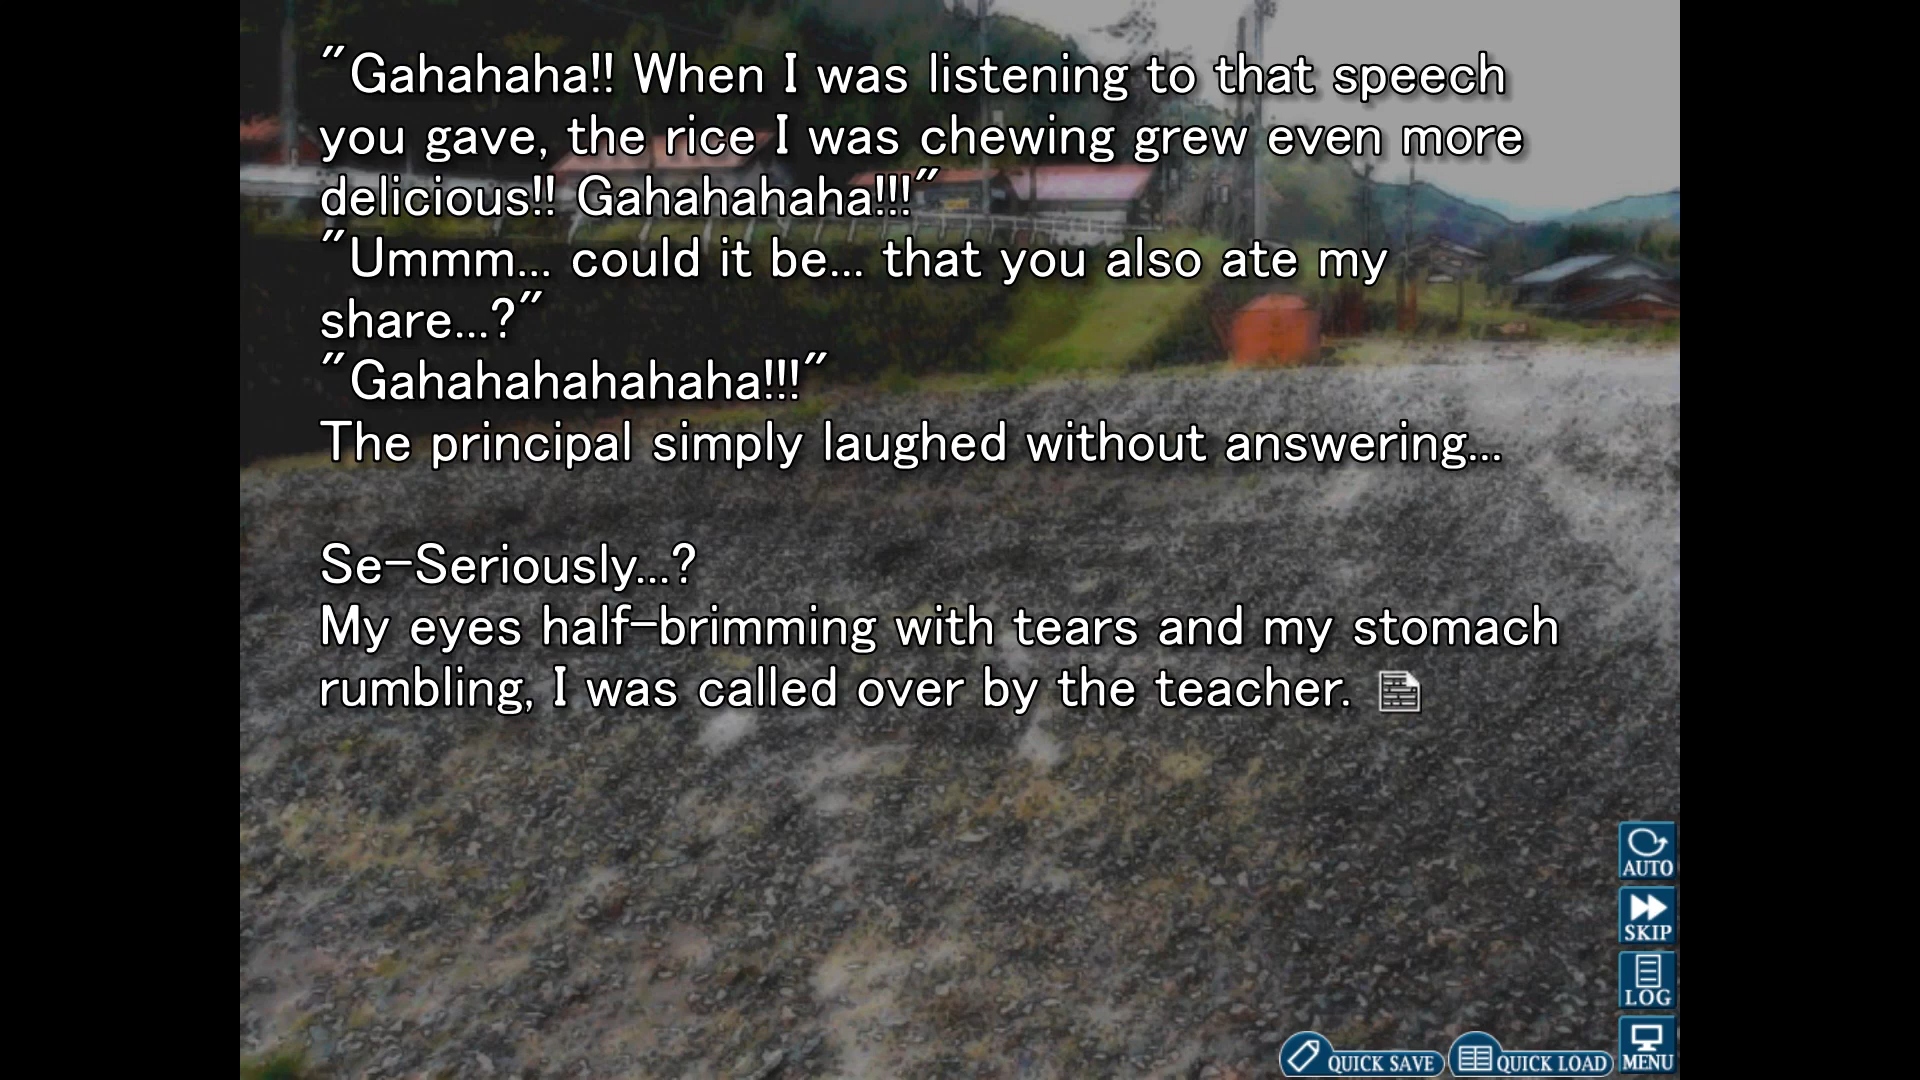 "Gahahaha!! When I was listening to that speech
you gave, the rice I was chewing grew even more
delicious!! Gahahahaha!!!"
"Ummm... could it be... that you also ate my
share...?"
"Gahahahahahaha!!!"
The principal simply laughed without answering...
Se-Seriously...?
My eyes half-brimming with tears and my stomach
rumbling, I was called over by the teacher.
AUTO
SKIP
LOG
MENU
QUICK SAVE
QUICK LOAD